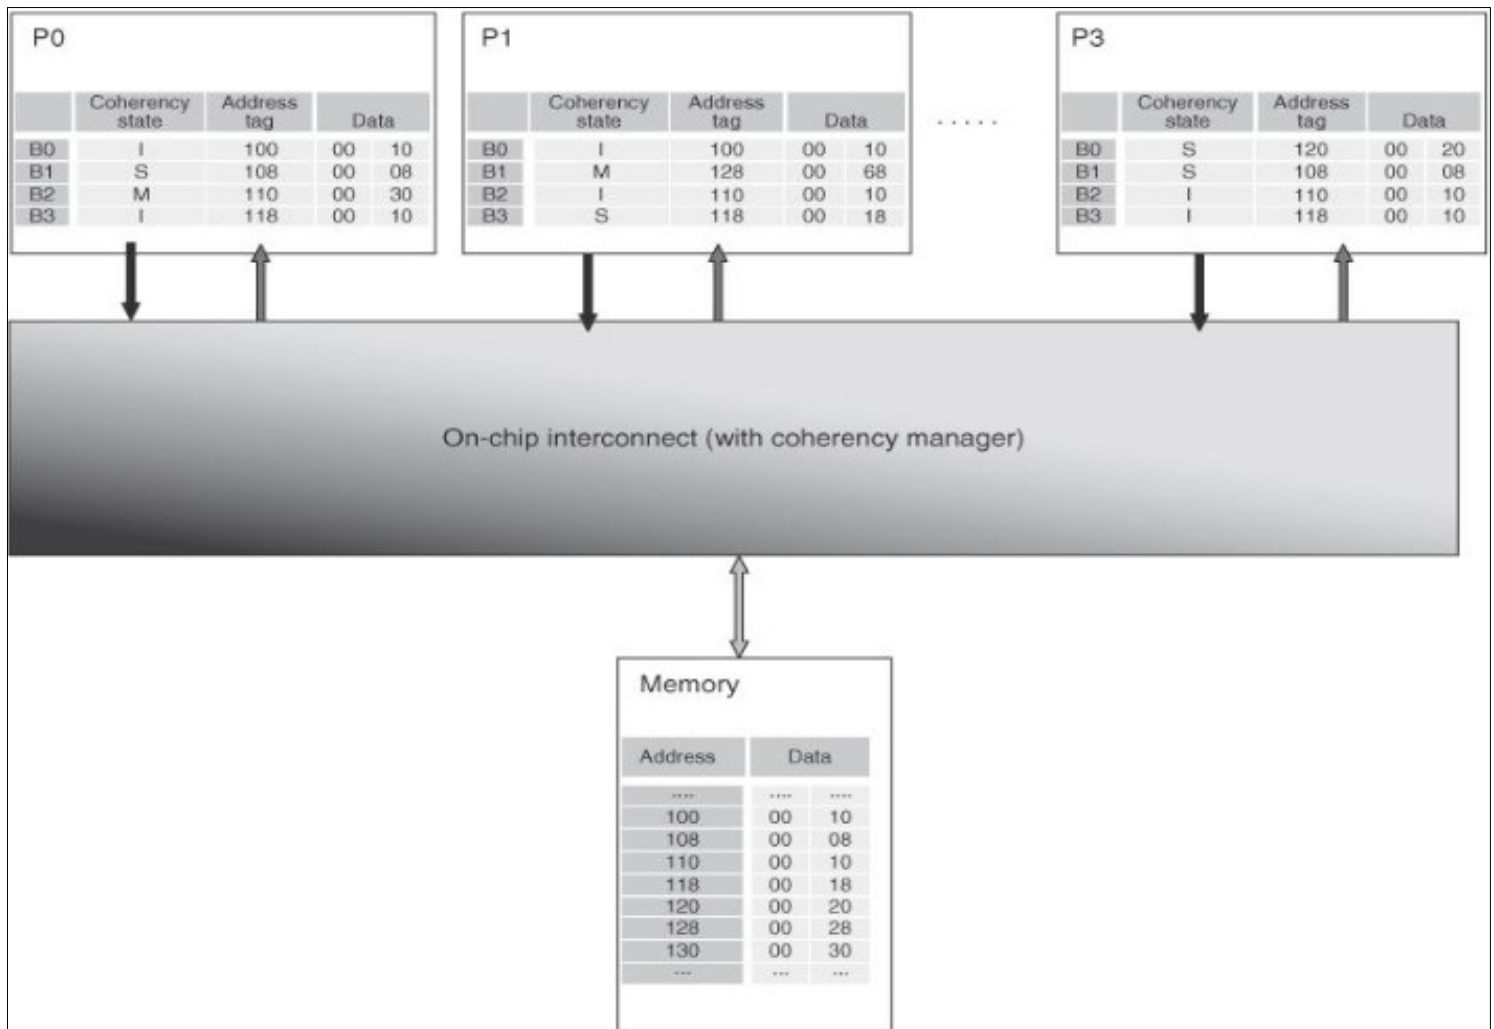 P0
Coherency state Address tag Data
B0 I 100 00 10
B1 S 108 00 08
B2 M 110 00 30
B3 I 118 00 10
P1
Coherency state Address tag Data
B0 I 100 00 10
B1 M 128 00 68
B2 I 110 00 10
B3 S 118 00 18
.....
P3
Coherency state Address tag Data
B0 S 120 00 20
B1 S 108 00 08
B2 I 110 00 10
B3 I 118 00 10
On-chip interconnect (with coherency manager)
Memory
Address Data
.... .... ....
100 00 10
108 00 08
110 00 10
118 00 18
120 00 20
128 00 28
130 00 30
... ... ...